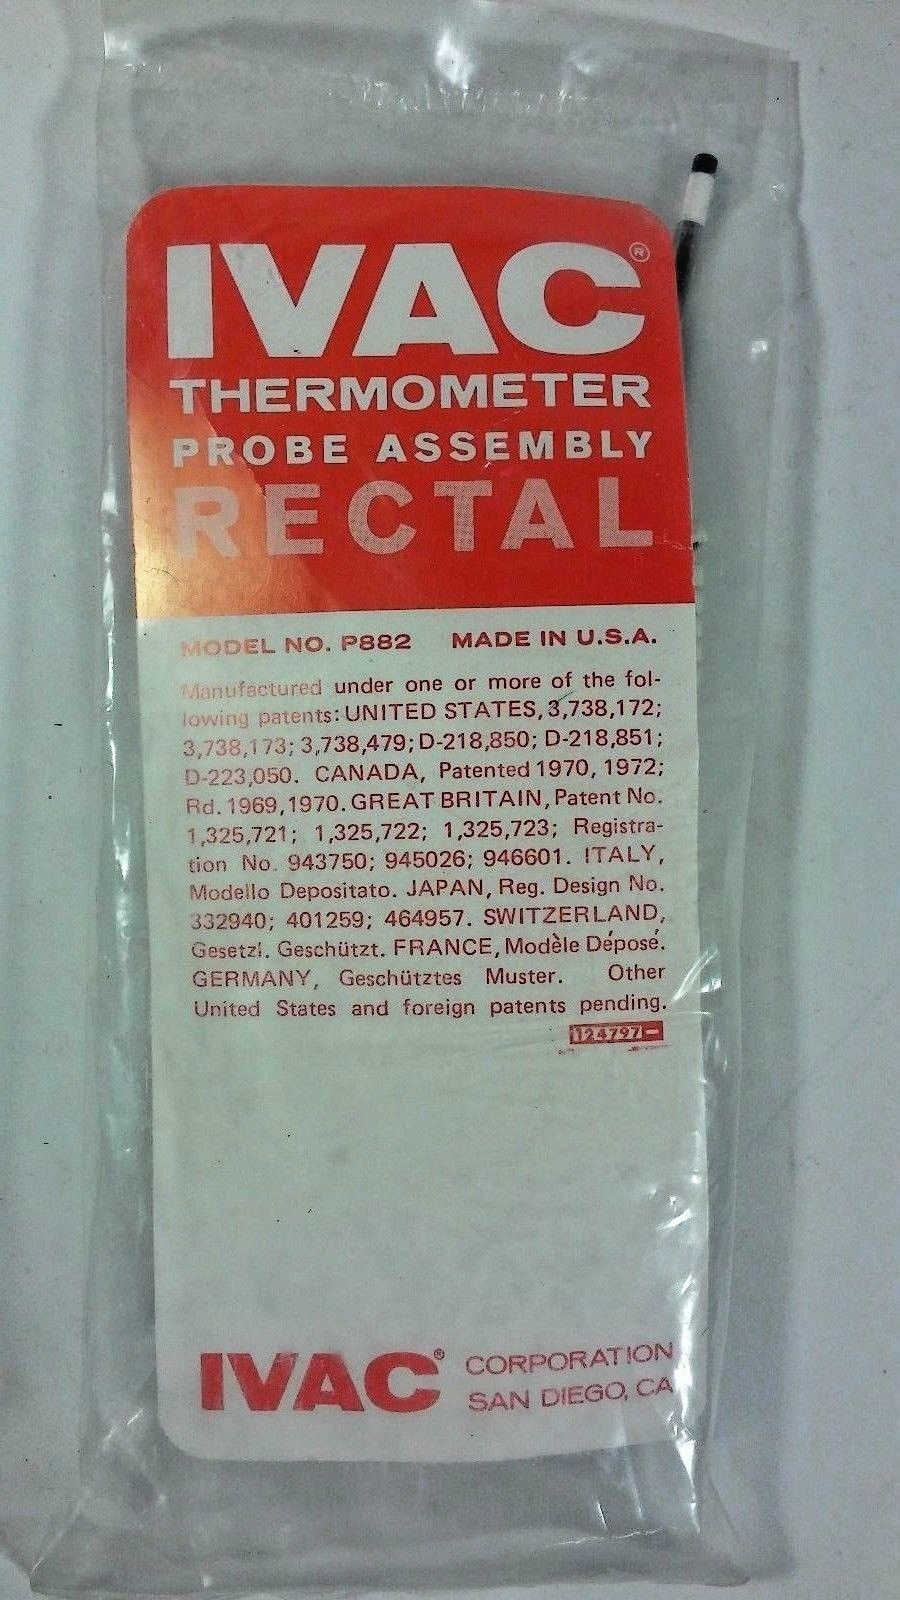 IVAC®
THERMOMETER
PROBE ASSEMBLY
RECTAL
MODEL NO. P882 MADE IN U.S.A.
Manufactured under one or more of the fol-
lowing patents: UNITED STATES, 3,738,172;
3,738,173; 3,738,479; D-218,850; D-218,851;
D-223,050. CANADA, Patented 1970, 1972;
Rd. 1969, 1970. GREAT BRITAIN, Patent No.
1,325,721; 1,325,722; 1,325,723; Registra-
tion No. 943750; 945026; 946601. ITALY,
Modello Depositato. JAPAN, Reg. Design No.
332940; 401259; 464957. SWITZERLAND,
Gesetzl. Geschützt. FRANCE, Modèle Déposé.
GERMANY, Geschütztes Muster. Other
United States and foreign patents pending.
124797-
IVAC® CORPORATION
SAN DIEGO, CA